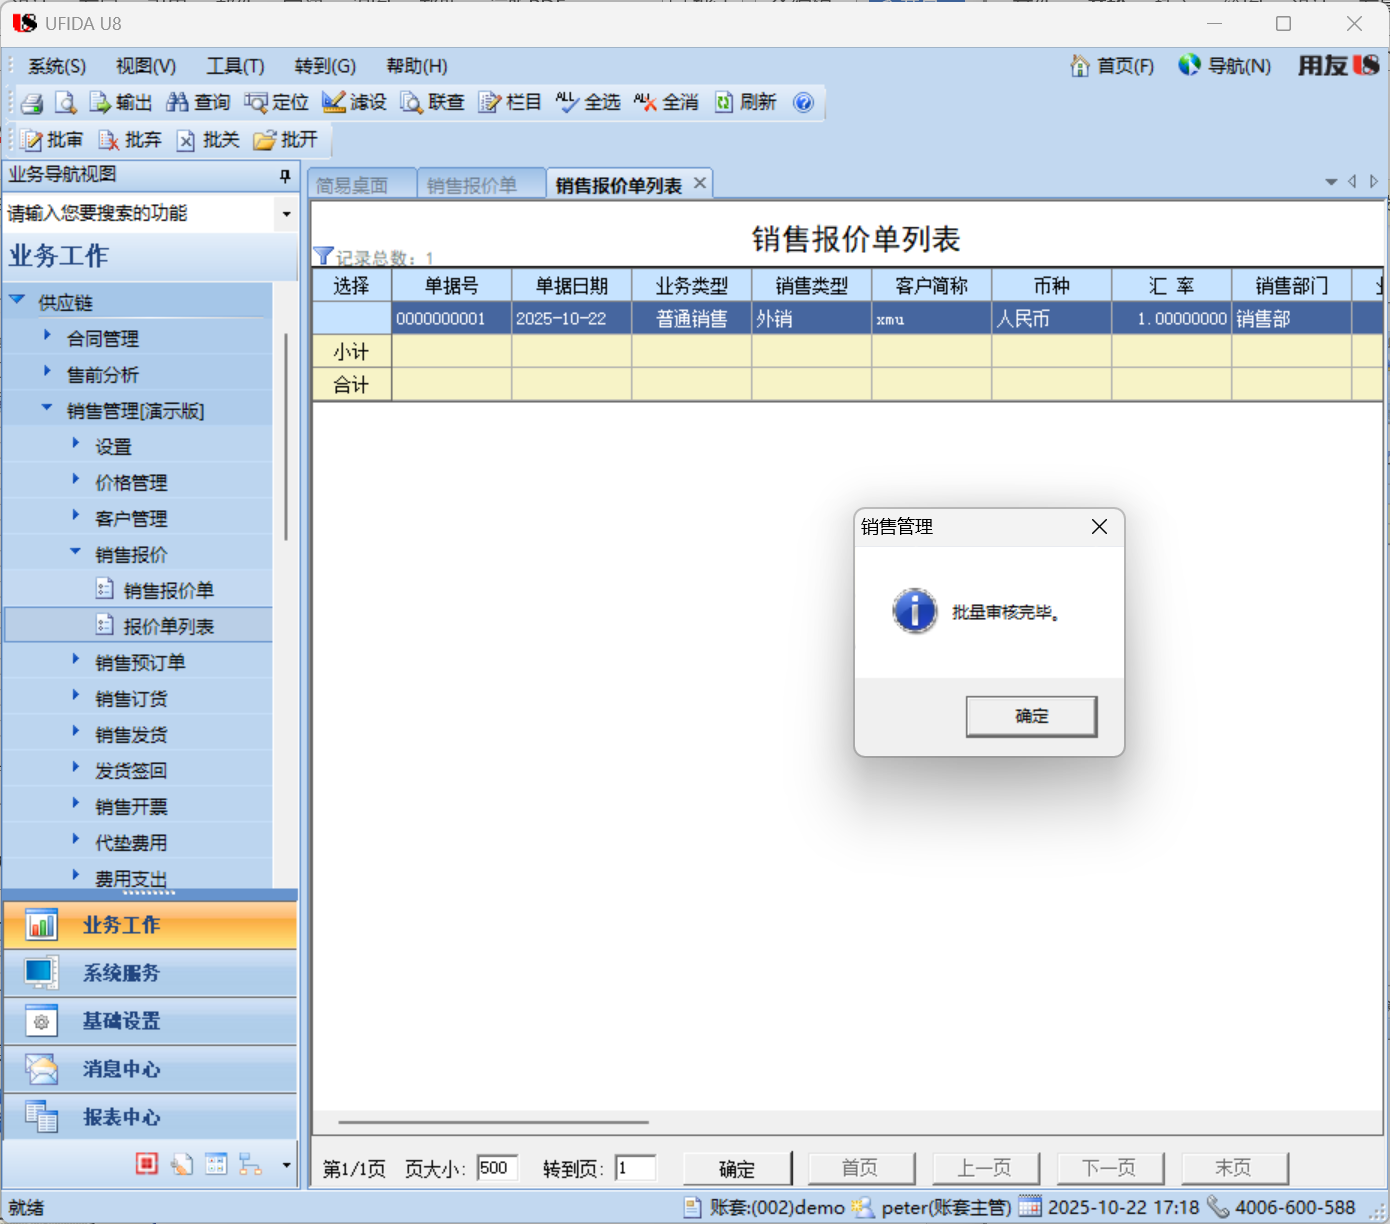 UFIDA U8
系统(S) 视图(V) 工具(T) 转到(G) 帮助(H) 首页(F) 导航(N) 用友U8
输出 查询 定位 滤设 联查 栏目 全选 全消 刷新
批审 批弃 批关 批开
业务导航视图
简易桌面 销售报价单 销售报价单列表
请输入您要搜索的功能
业务工作
供应链
合同管理
售前分析
销售管理[演示版]
设置
价格管理
客户管理
销售报价
销售报价单
报价单列表
销售预订单
销售订货
销售发货
发货签回
销售开票
代垫费用
费用支出
业务工作
系统服务
基础设置
消息中心
报表中心
销售报价单列表
记录总数：1
选择 单据号 单据日期 业务类型 销售类型 客户简称 币种 汇 率 销售部门
0000000001 2025-10-22 普通销售 外销 xmu 人民币 1.00000000 销售部
小计
合计
销售管理
批量审核完毕。
确定
第1/1页 页大小: 500 转到页: 1 确定 首页 上一页 下一页 末页
就绪 账套:(002)demo peter(账套主管) 2025-10-22 17:18 4006-600-588